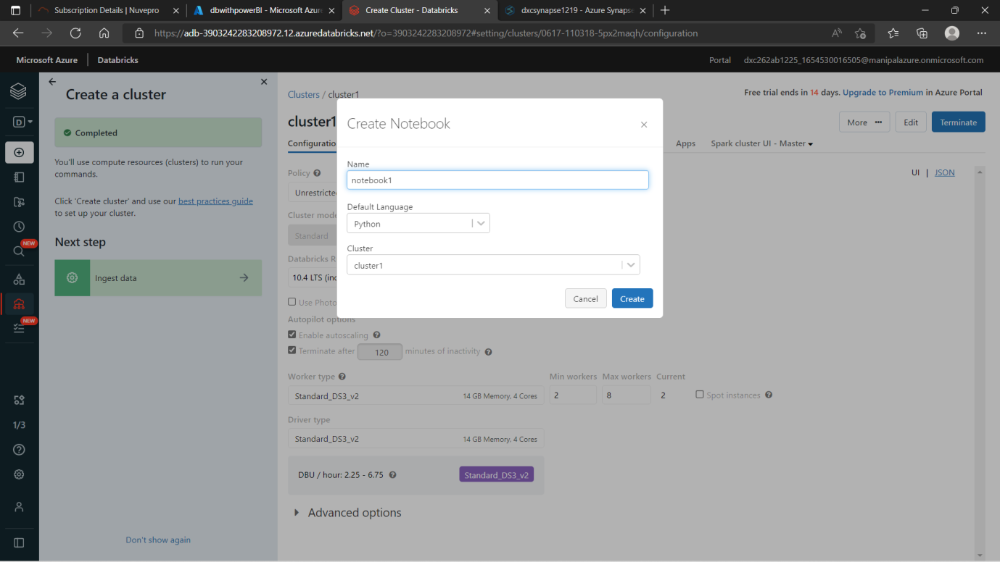 Subscription Details | Nuvepro
dbwithpowerBI - Microsoft Azur
Create Cluster - Databricks
dxcsynapse1219 - Azure Synaps
https://adb-3903242283208972.12.azuredatabricks.net/?o=3903242283208972#setting/clusters/0617-110318-5px2maqh/configuration
Microsoft Azure | Databricks
Portal dxc262ab1225_1654530016505@manipalazure.onmicrosoft.com
D
NEW
NEW
1/3
Create a cluster
Completed
You'll use compute resources (clusters) to run your
commands.
Click 'Create cluster' and use our best practices guide
to set up your cluster.
Next step
Ingest data
Don't show again
Clusters / cluster1
Free trial ends in 14 days. Upgrade to Premium in Azure Portal
cluster1
More ··· Edit Terminate
Configuratio
Apps Spark cluster UI - Master
UI | JSON
Policy
Unrestricte
Cluster mode
Standard
Databricks R
10.4 LTS (inc
Use Photo
Autopilot options
Enable autoscaling
Terminate after 120 minutes of inactivity
Worker type Min workers Max workers Current
Standard_DS3_v2 14 GB Memory, 4 Cores 2 8 2 Spot instances
Driver type
Standard_DS3_v2 14 GB Memory, 4 Cores
DBU / hour: 2.25 - 6.75 Standard_DS3_v2
Advanced options
Create Notebook
Name
notebook1
Default Language
Python
Cluster
cluster1
Cancel Create